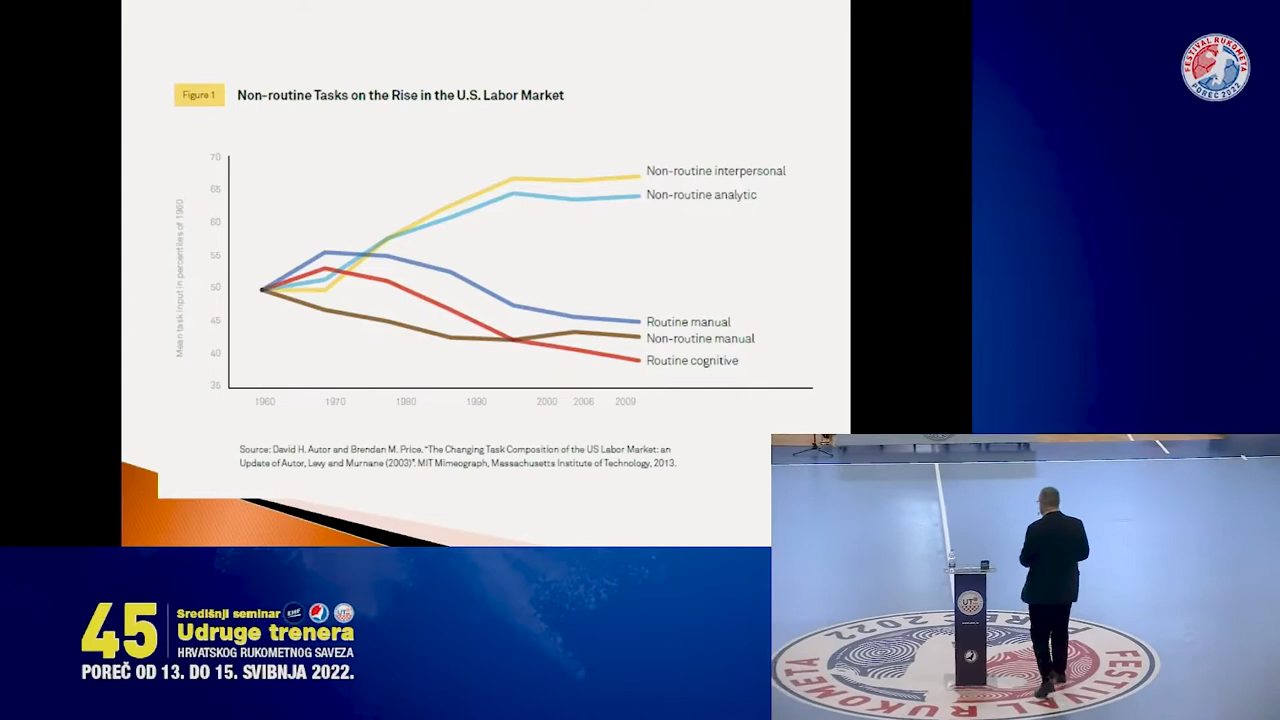 Figure 1
Non-routine Tasks on the Rise in the U.S. Labor Market
Mean task input in percentiles of 1960
70
65
60
55
50
45
40
35
Non-routine interpersonal
Non-routine analytic
Routine manual
Non-routine manual
Routine cognitive
1960 1970 1980 1990 2000 2006 2009
Source: David H. Autor and Brendan M. Price. "The Changing Task Composition of the US Labor Market: an
Update of Autor, Levy and Murnane (2003)". MIT Mimeograph, Massachusetts Institute of Technology, 2013.
FESTIVAL RUKOMETA
POREČ 2022
45
Središnji seminar
EHF
Udruge trenera
HRVATSKOG RUKOMETNOG SAVEZA
POREČ OD 13. DO 15. SVIBNJA 2022.
2022
FESTIVAL RUKOMETA